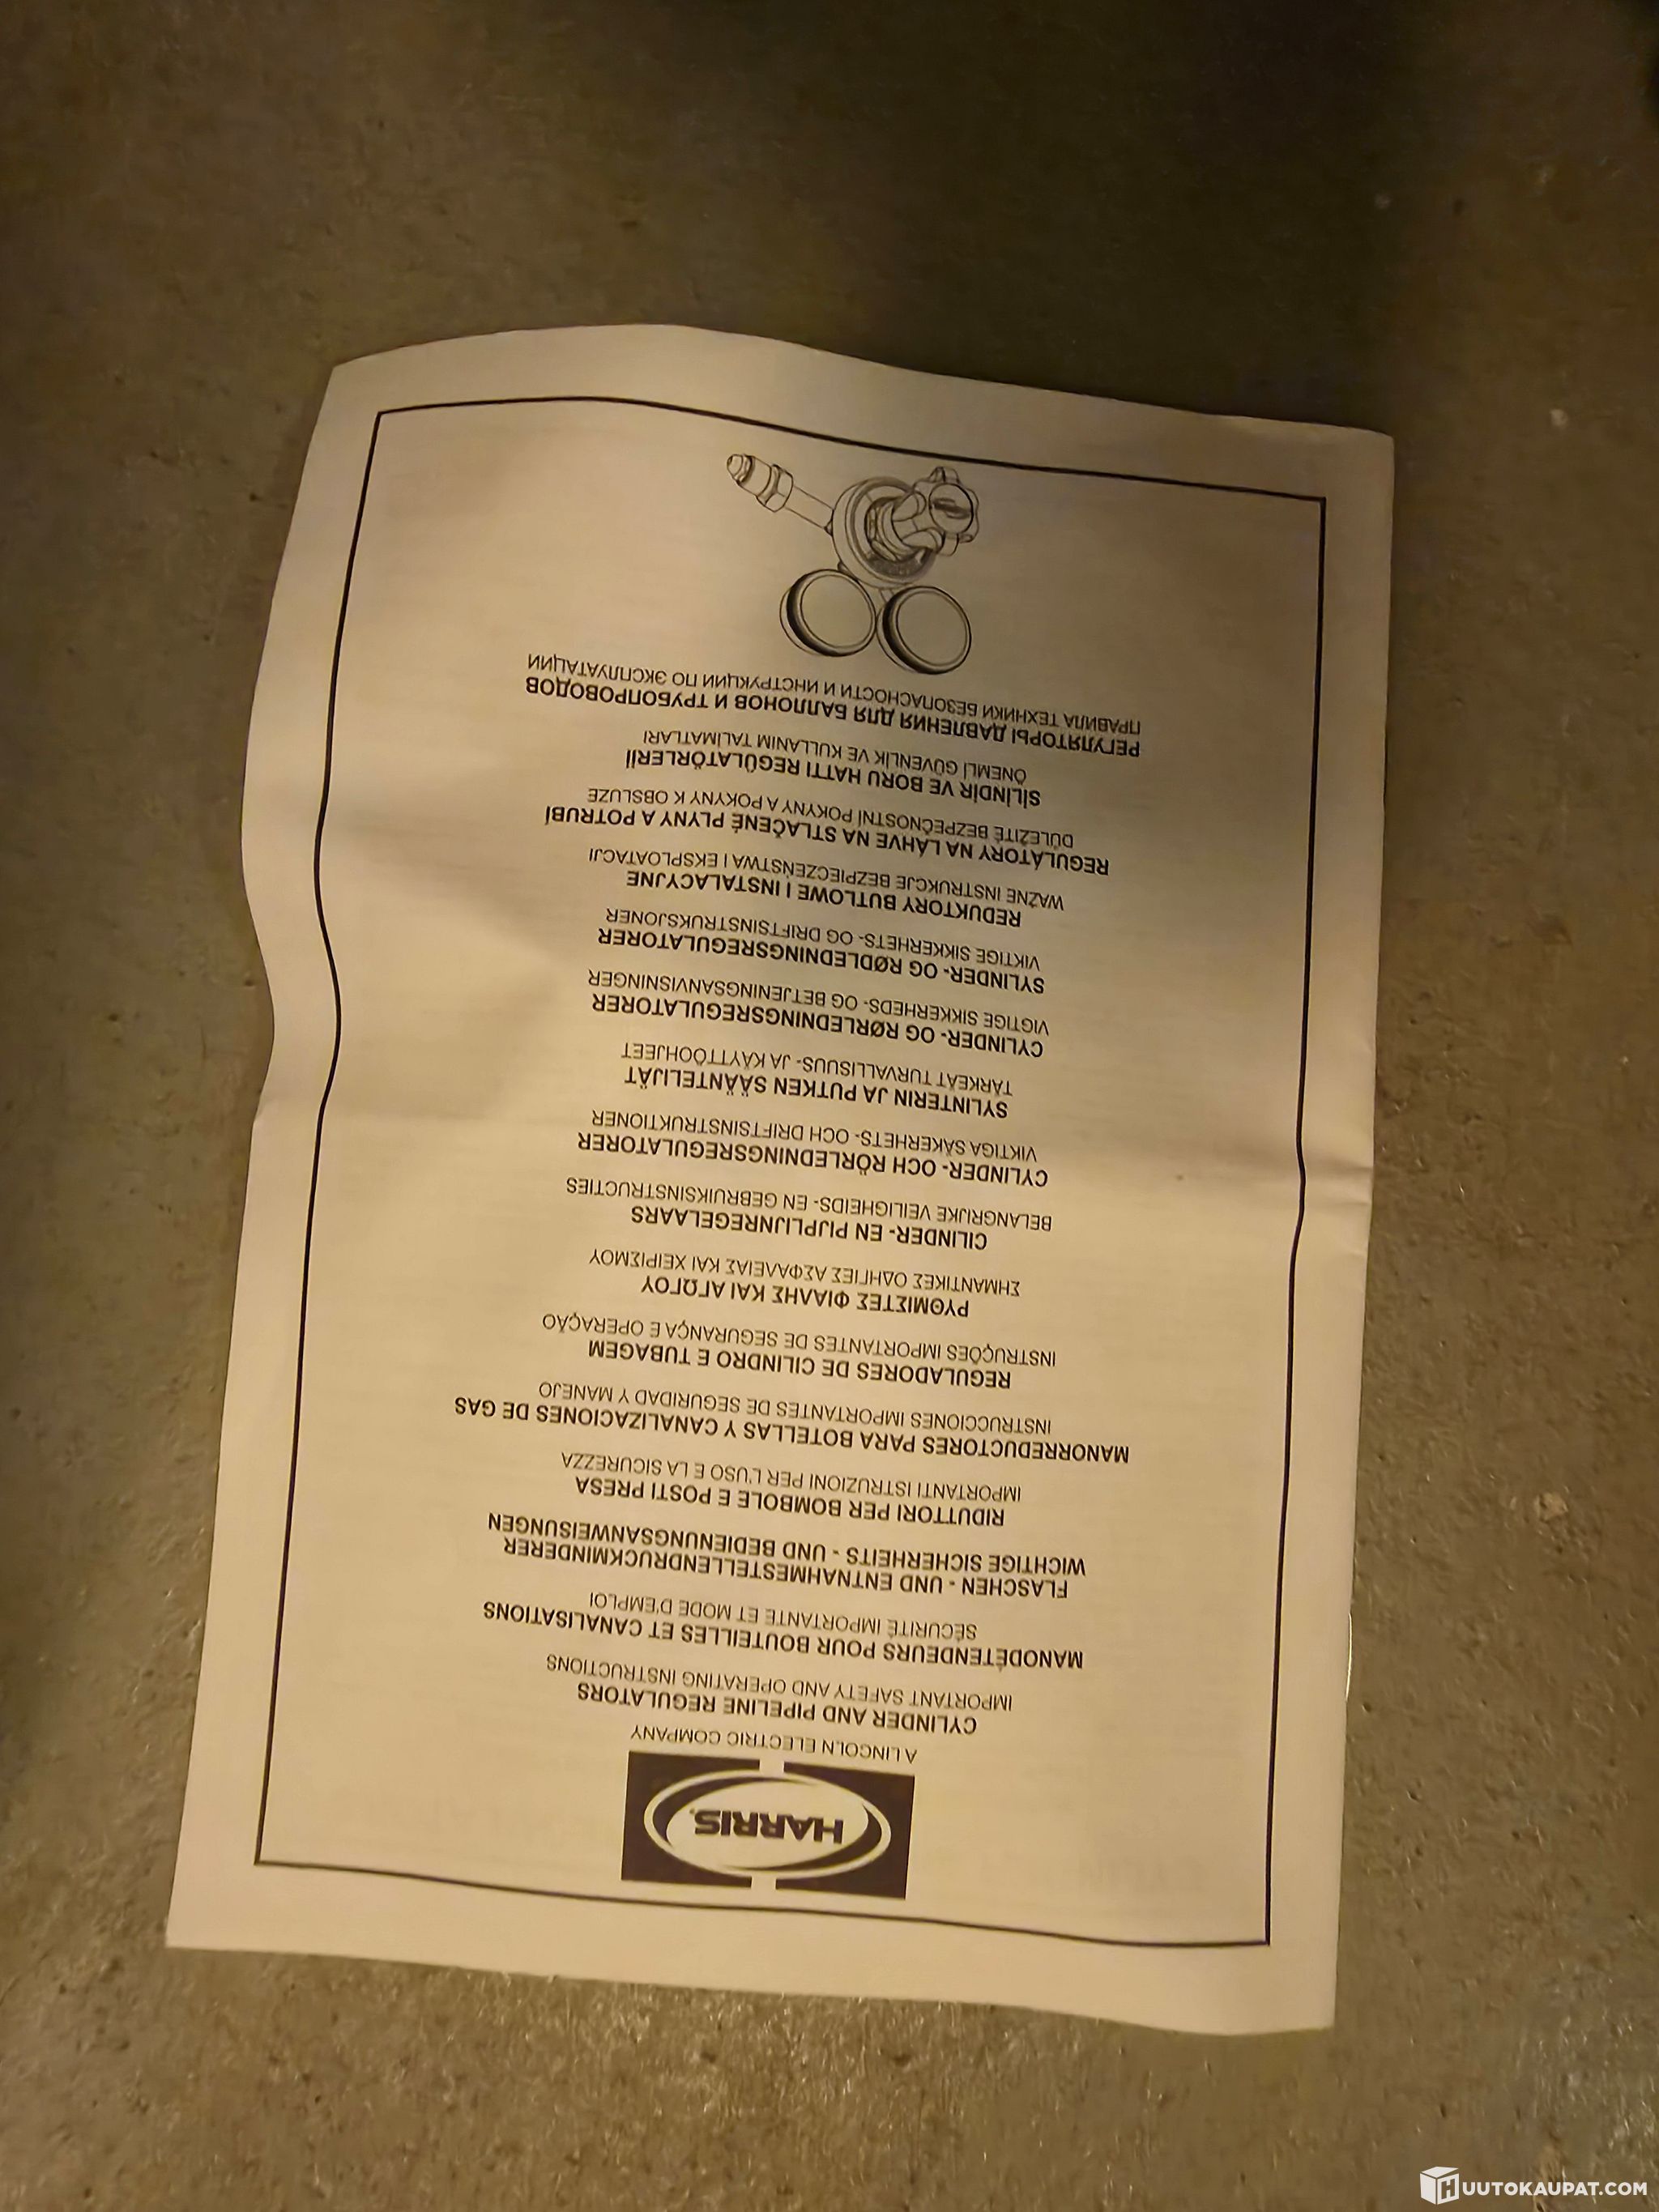 HARRIS.
A LINCOLN ELECTRIC COMPANY
CYLINDER AND PIPELINE REGULATORS
IMPORTANT SAFETY AND OPERATING INSTRUCTIONS
MANODÉTENDEURS POUR BOUTEILLES ET CANALISATIONS
SÉCURITÉ IMPORTANTE ET MODE D'EMPLOI
FLASCHEN - UND ENTNAHMESTELLENDRUCKMINDERER
WICHTIGE SICHERHEITS - UND BEDIENUNGSANWEISUNGEN
RIDUTTORI PER BOMBOLE E POSTI PRESA
IMPORTANTI ISTRUZIONI PER L'USO E LA SICUREZZA
MANORREDUCTORES PARA BOTELLAS Y CANALIZACIONES DE GAS
INSTRUCCIONES IMPORTANTES DE SEGURIDAD Y MANEJO
REGULADORES DE CILINDRO E TUBAGEM
INSTRUÇÕES IMPORTANTES DE SEGURANÇA E OPERAÇÃO
ΡΥΘΜΙΣΤΕΣ ΦΙΑΛΗΣ ΚΑΙ ΑΓΩΓΟΥ
ΣΗΜΑΝΤΙΚΕΣ ΟΔΗΓΙΕΣ ΑΣΦΑΛΕΙΑΣ ΚΑΙ ΧΕΙΡΙΣΜΟΥ
CILINDER- EN PIJPLIJNREGELAARS
BELANGRIJKE VEILIGHEIDS- EN GEBRUIKSINSTRUCTIES
CYLINDER- OCH RÖRLEDNINGSREGULATORER
VIKTIGA SÄKERHETS- OCH DRIFTSINSTRUKTIONER
SYLINTERIN JA PUTKEN SÄÄNTELIJÄT
TÄRKEÄT TURVALLISUUS- JA KÄYTTÖOHJEET
CYLINDER- OG RØRLEDNINGSREGULATORER
VIGTIGE SIKKERHEDS- OG BETJENINGSANVISNINGER
SYLINDER- OG RØDLEDNINGSREGULATORER
VIKTIGE SIKKERHETS- OG DRIFTSINSTRUKSJONER
REDUKTORY BUTLOWE I INSTALACYJNE
WAŻNE INSTRUKCJE BEZPIECZEŃSTWA I EKSPLOATACJI
REGULÁTORY NA LÁHVE NA STLAČENÉ PLYNY A POTRUBÍ
DŮLEŽITÉ BEZPEČNOSTNÍ POKYNY A POKYNY K OBSLUZE
SİLİNDİR VE BORU HATTI REGÜLATÖRLERİİ
ÖNEMLİ GÜVENLİK VE KULLANIM TALİMATLARI
РЕГУЛЯТОРЫ ДАВЛЕНИЯ ДЛЯ БАЛЛОНОВ И ТРУБОПРОВОДОВ
ПРАВИЛА ТЕХНИКИ БЕЗОПАСНОСТИ И ИНСТРУКЦИИ ПО ЭКСПЛУАТАЦИИ
HUUTOKAUPAT.COM